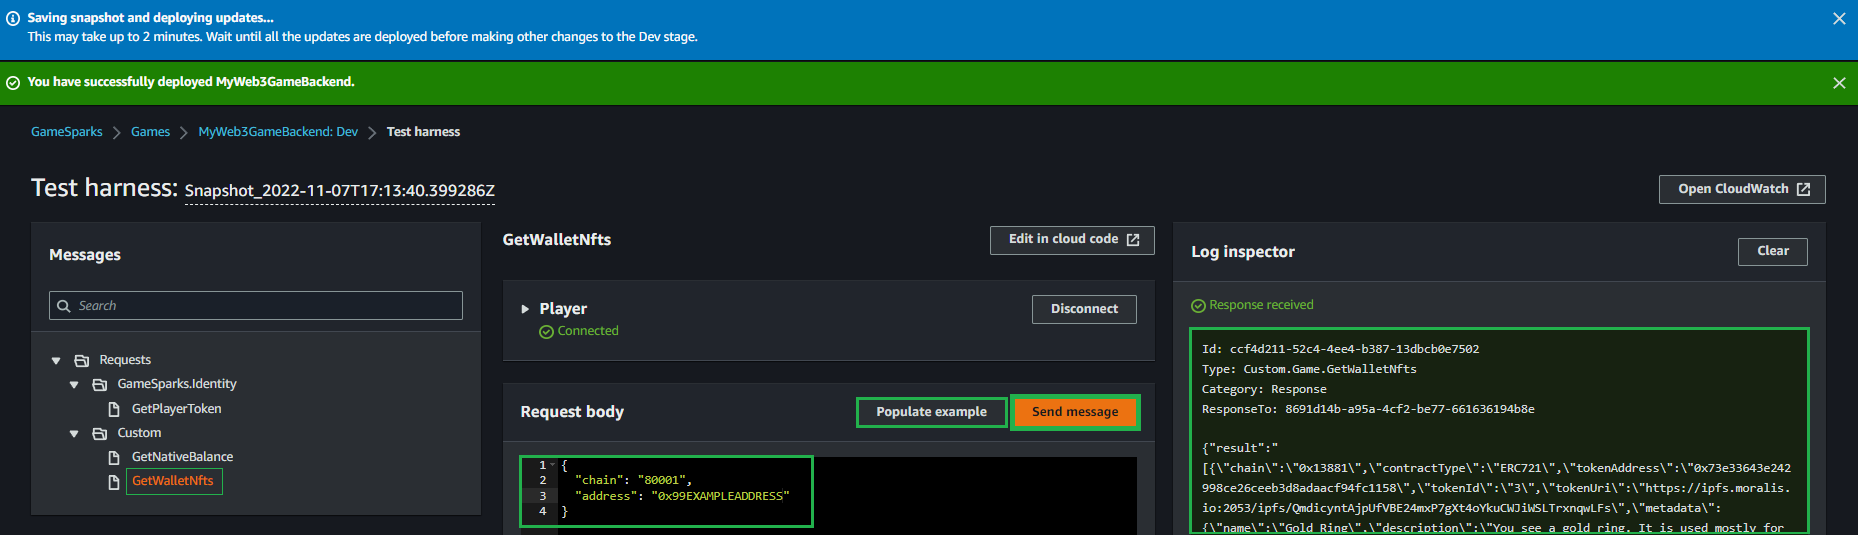 Saving snapshot and deploying updates...
This may take up to 2 minutes. Wait until all the updates are deployed before making other changes to the Dev stage.
You have successfully deployed MyWeb3GameBackend.
GameSparks > Games > MyWeb3GameBackend: Dev > Test harness
Test harness: Snapshot_2022-11-07T17:13:40.399286Z
Open CloudWatch
Messages
Search
Requests
GameSparks.Identity
GetPlayerToken
Custom
GetNativeBalance
GetWalletNfts
GetWalletNfts
Edit in cloud code
Player
Connected
Disconnect
Request body
Populate example
Send message
1 {
2 "chain": "80001",
3 "address": "0x99EXAMPLEADDRESS"
4 }
Log inspector
Clear
Response received
Id: ccf4d211-52c4-4ee4-b387-13dbcb0e7502
Type: Custom.Game.GetWalletNfts
Category: Response
ResponseTo: 8691d14b-a95a-4cf2-be77-661636194b8e
{"result":"
[{\"chain\":\"0x13881\",\"contractType\":\"ERC721\",\"tokenAddress\":\"0x73e33643e242
998ce26ceeb3d8adaacf94fc1158\",\"tokenId\":\"3\",\"tokenUri\":\"https://ipfs.moralis.
io:2053/ipfs/QmdicyntAjpUfVBE24mxP7gXt4oYkuCWJiWSLTrxnqwLFs\",\"metadata\":
{\"name\":\"Gold Ring\",\"description\":\"You see a gold ring. It is used mostly for